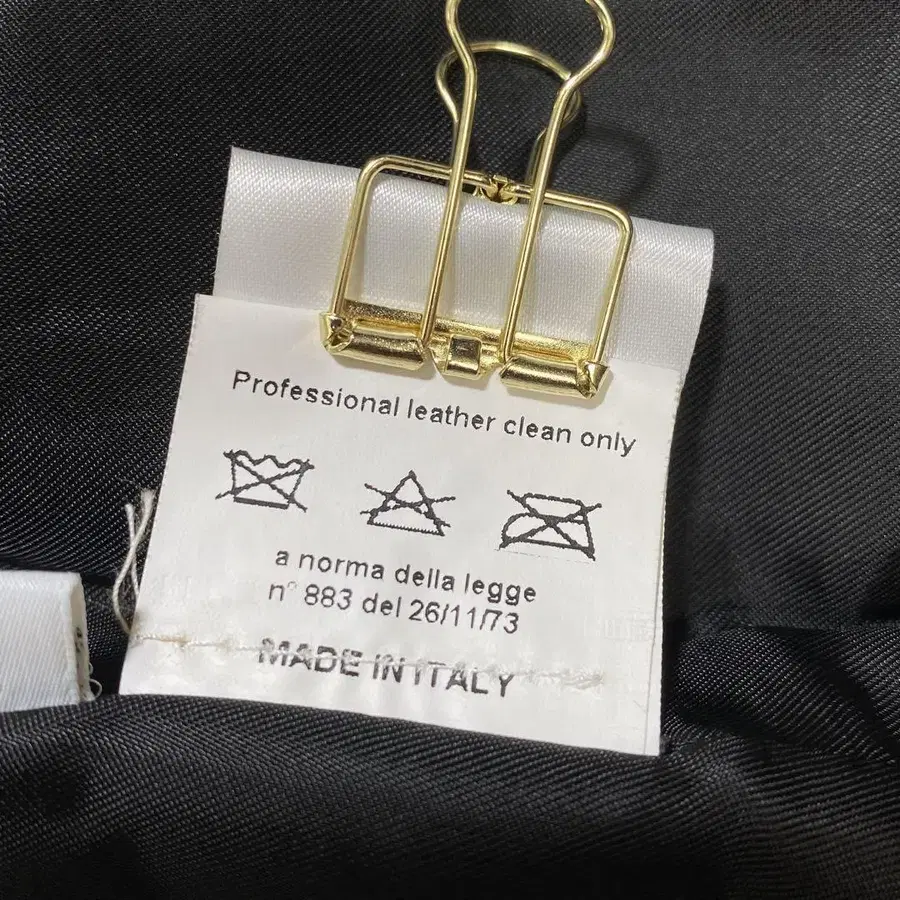 Professional leather clean only
a norma della legge
n° 883 del 26/11/73
MADE IN ITALY